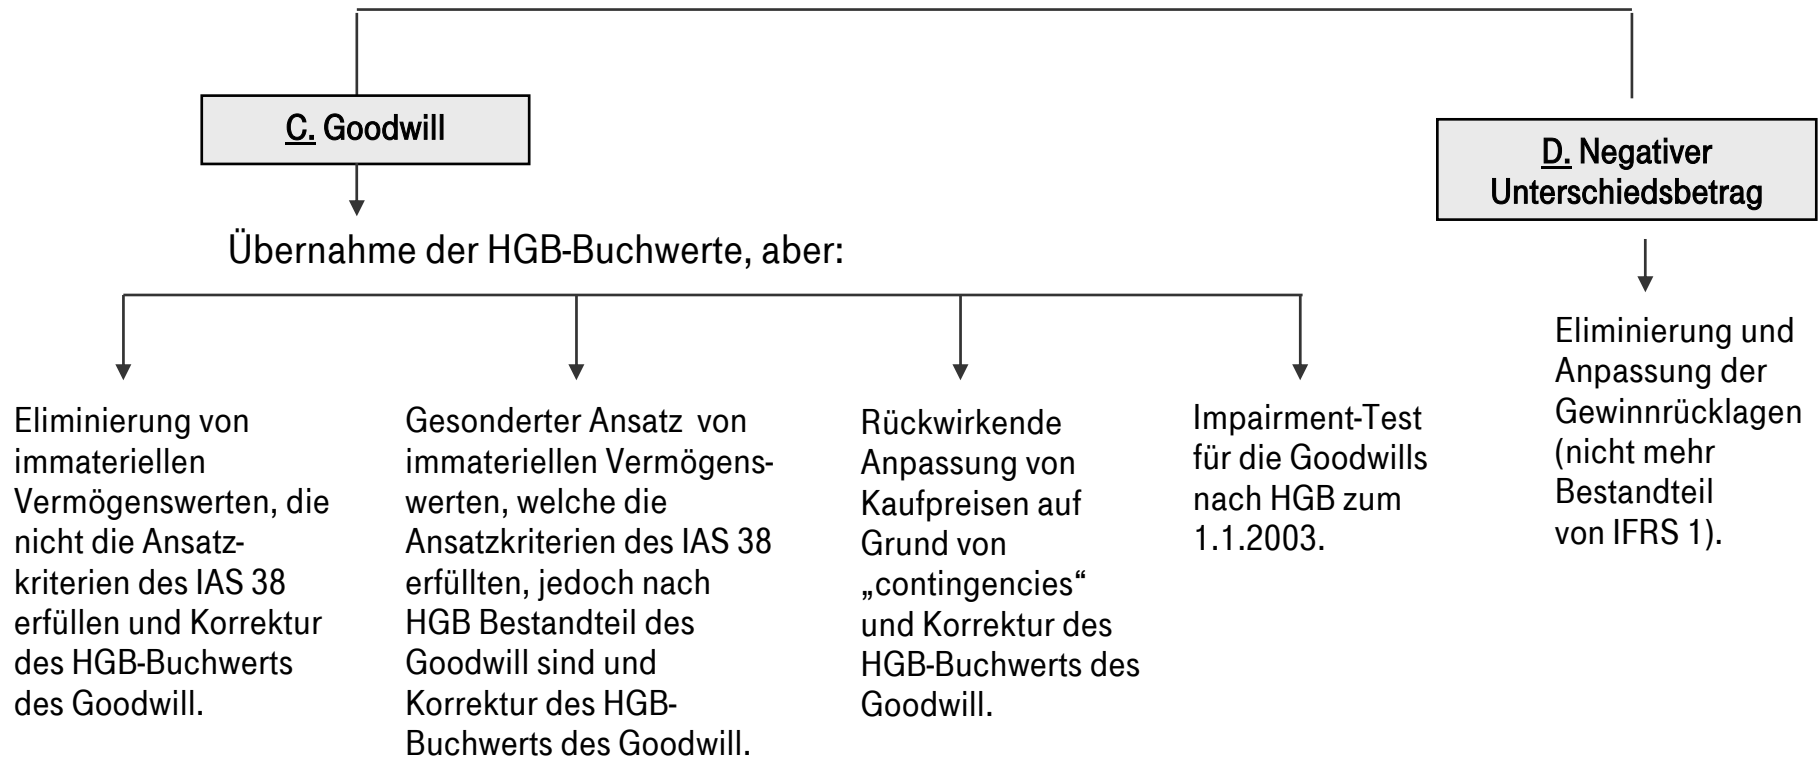 C. Goodwill
Übernahme der HGB-Buchwerte, aber:
Eliminierung von
immateriellen
Vermögenswerten, die
nicht die Ansatz-
kriterien des IAS 38
erfüllen und Korrektur
des HGB-Buchwerts
des Goodwill.
Gesonderter Ansatz von
immateriellen Vermögens-
werten, welche die
Ansatzkriterien des IAS 38
erfüllten, jedoch nach
HGB Bestandteil des
Goodwill sind und
Korrektur des HGB-
Buchwerts des Goodwill.
Rückwirkende
Anpassung von
Kaufpreisen auf
Grund von
„contingencies“
und Korrektur des
HGB-Buchwerts des
Goodwill.
Impairment-Test
für die Goodwills
nach HGB zum
1.1.2003.
D. Negativer
Unterschiedsbetrag
Eliminierung und
Anpassung der
Gewinnrücklagen
(nicht mehr
Bestandteil
von IFRS 1).